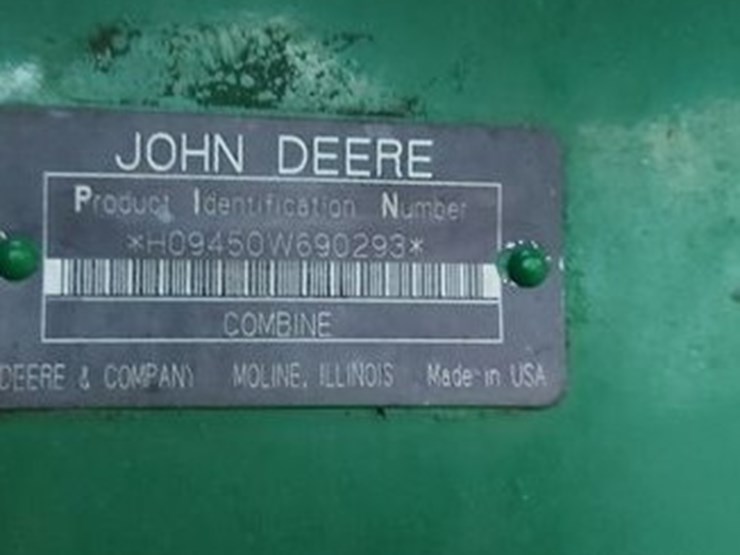 JOHN DEERE
Product Identification Number
*H09450W690293*
COMBINE
DEERE & COMPANY MOLINE, ILLINOIS Made in USA